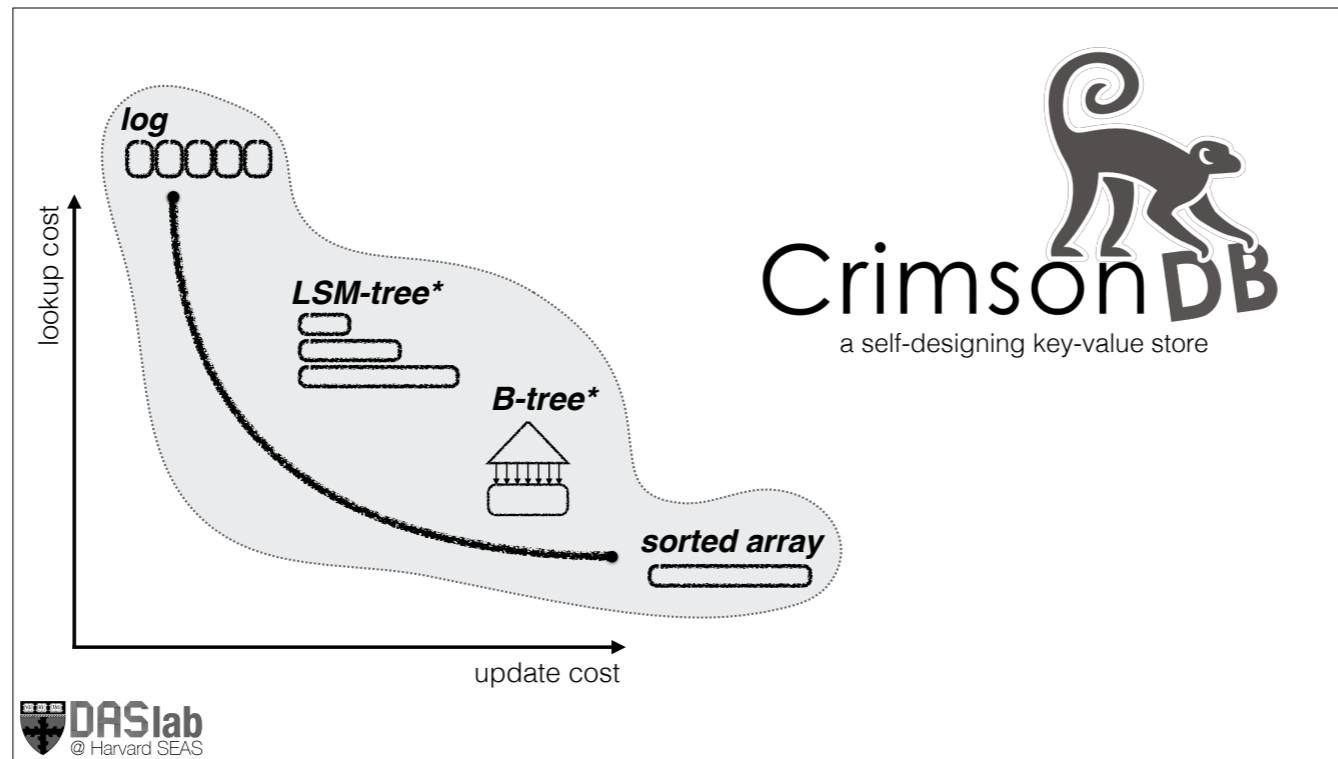 log
lookup cost
LSM-tree*
B-tree*
sorted array
update cost
CrimsonDB
a self-designing key-value store
DASlab
@ Harvard SEAS